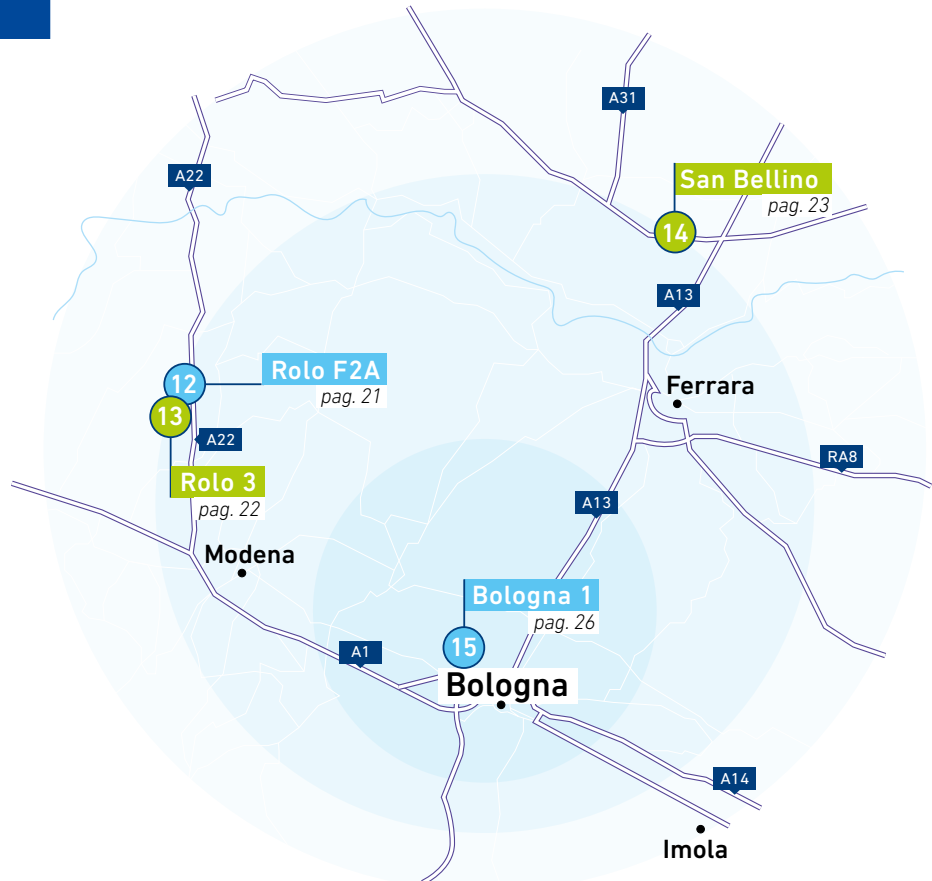 A31
A22
San Bellino
pag. 23
14
A13
12
Rolo F2A
pag. 21
Ferrara
13
A22
RA8
Rolo 3
pag. 22
A13
Modena
Bologna 1
pag. 26
15
A1
Bologna
A14
Imola